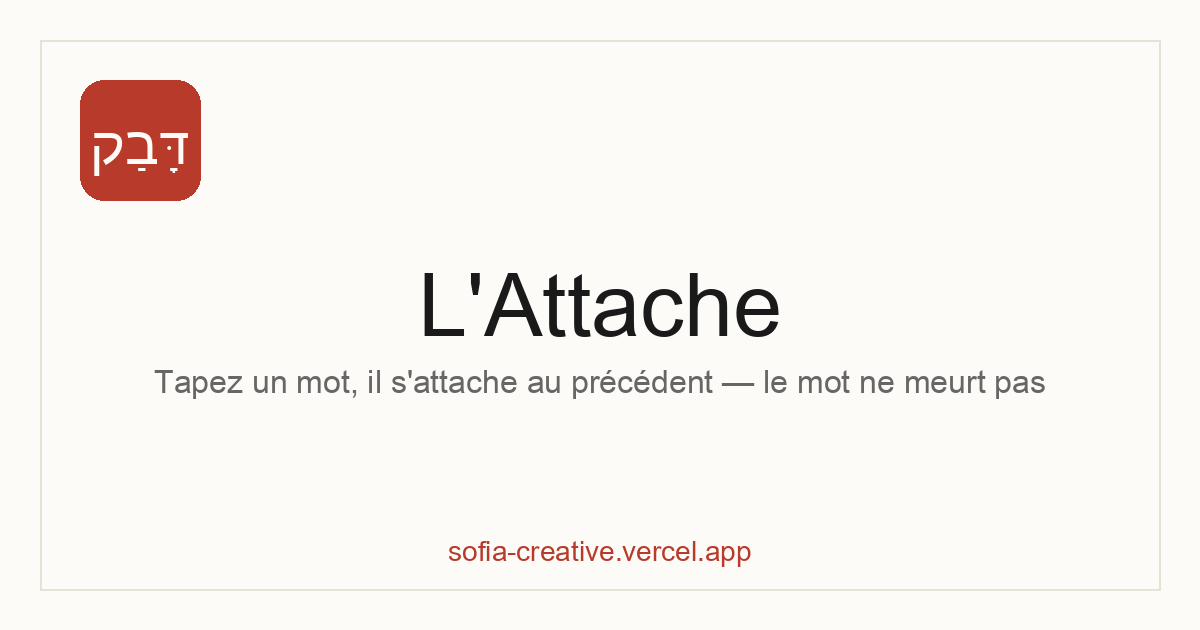 דָּבַק
L'Attache
Tapez un mot, il s'attache au précédent — le mot ne meurt pas
sofia-creative.vercel.app